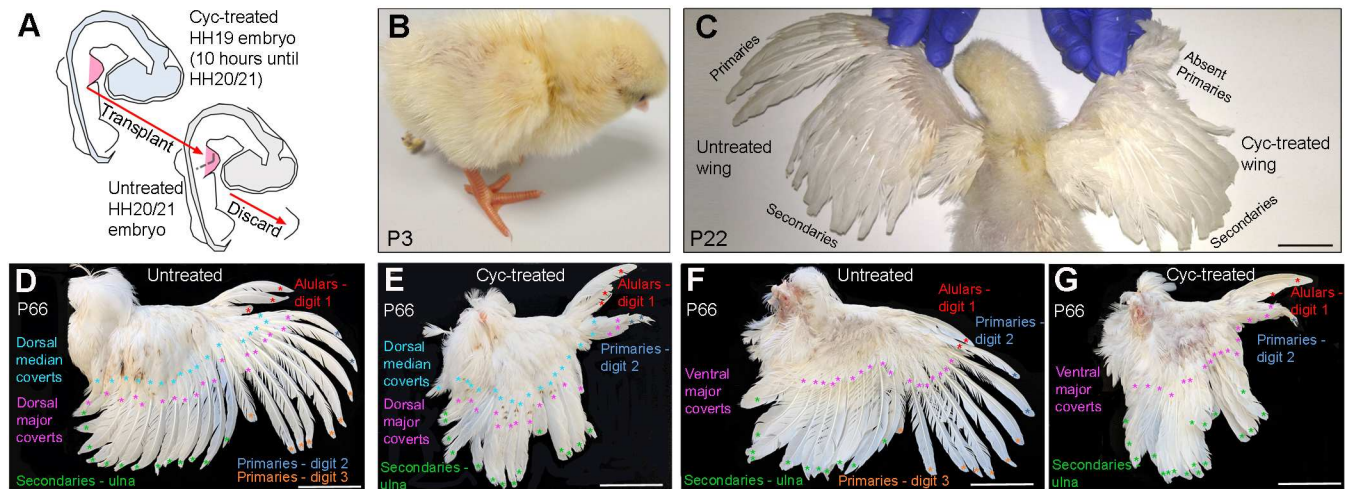 A
Cyc-treated
HH19 embryo
(10 hours until
HH20/21)
Transplant
Untreated
HH20/21
embryo
Discard
B
P3
C
Primaries
Absent
Primaries
Untreated
wing
Cyc-treated
wing
Secondaries
Secondaries
P22
D
Untreated
P66
Alulars -
digit 1
Dorsal
median
coverts
Dorsal
major
coverts
Primaries - digit 2
Primaries - digit 3
Secondaries - ulna
E
Cyc-treated
P66
Alulars -
digit 1
Dorsal
median
coverts
Primaries -
digit 2
Dorsal
major
coverts
Secondaries -
ulna
F
Untreated
P66
Alulars -
digit 1
Primaries -
digit 2
Ventral
major
coverts
Secondaries - ulna
Primaries - digit 3
G
Cyc-treated
P66
Alulars -
digit 1
Primaries -
digit 2
Ventral
major
coverts
Secondaries -
ulna